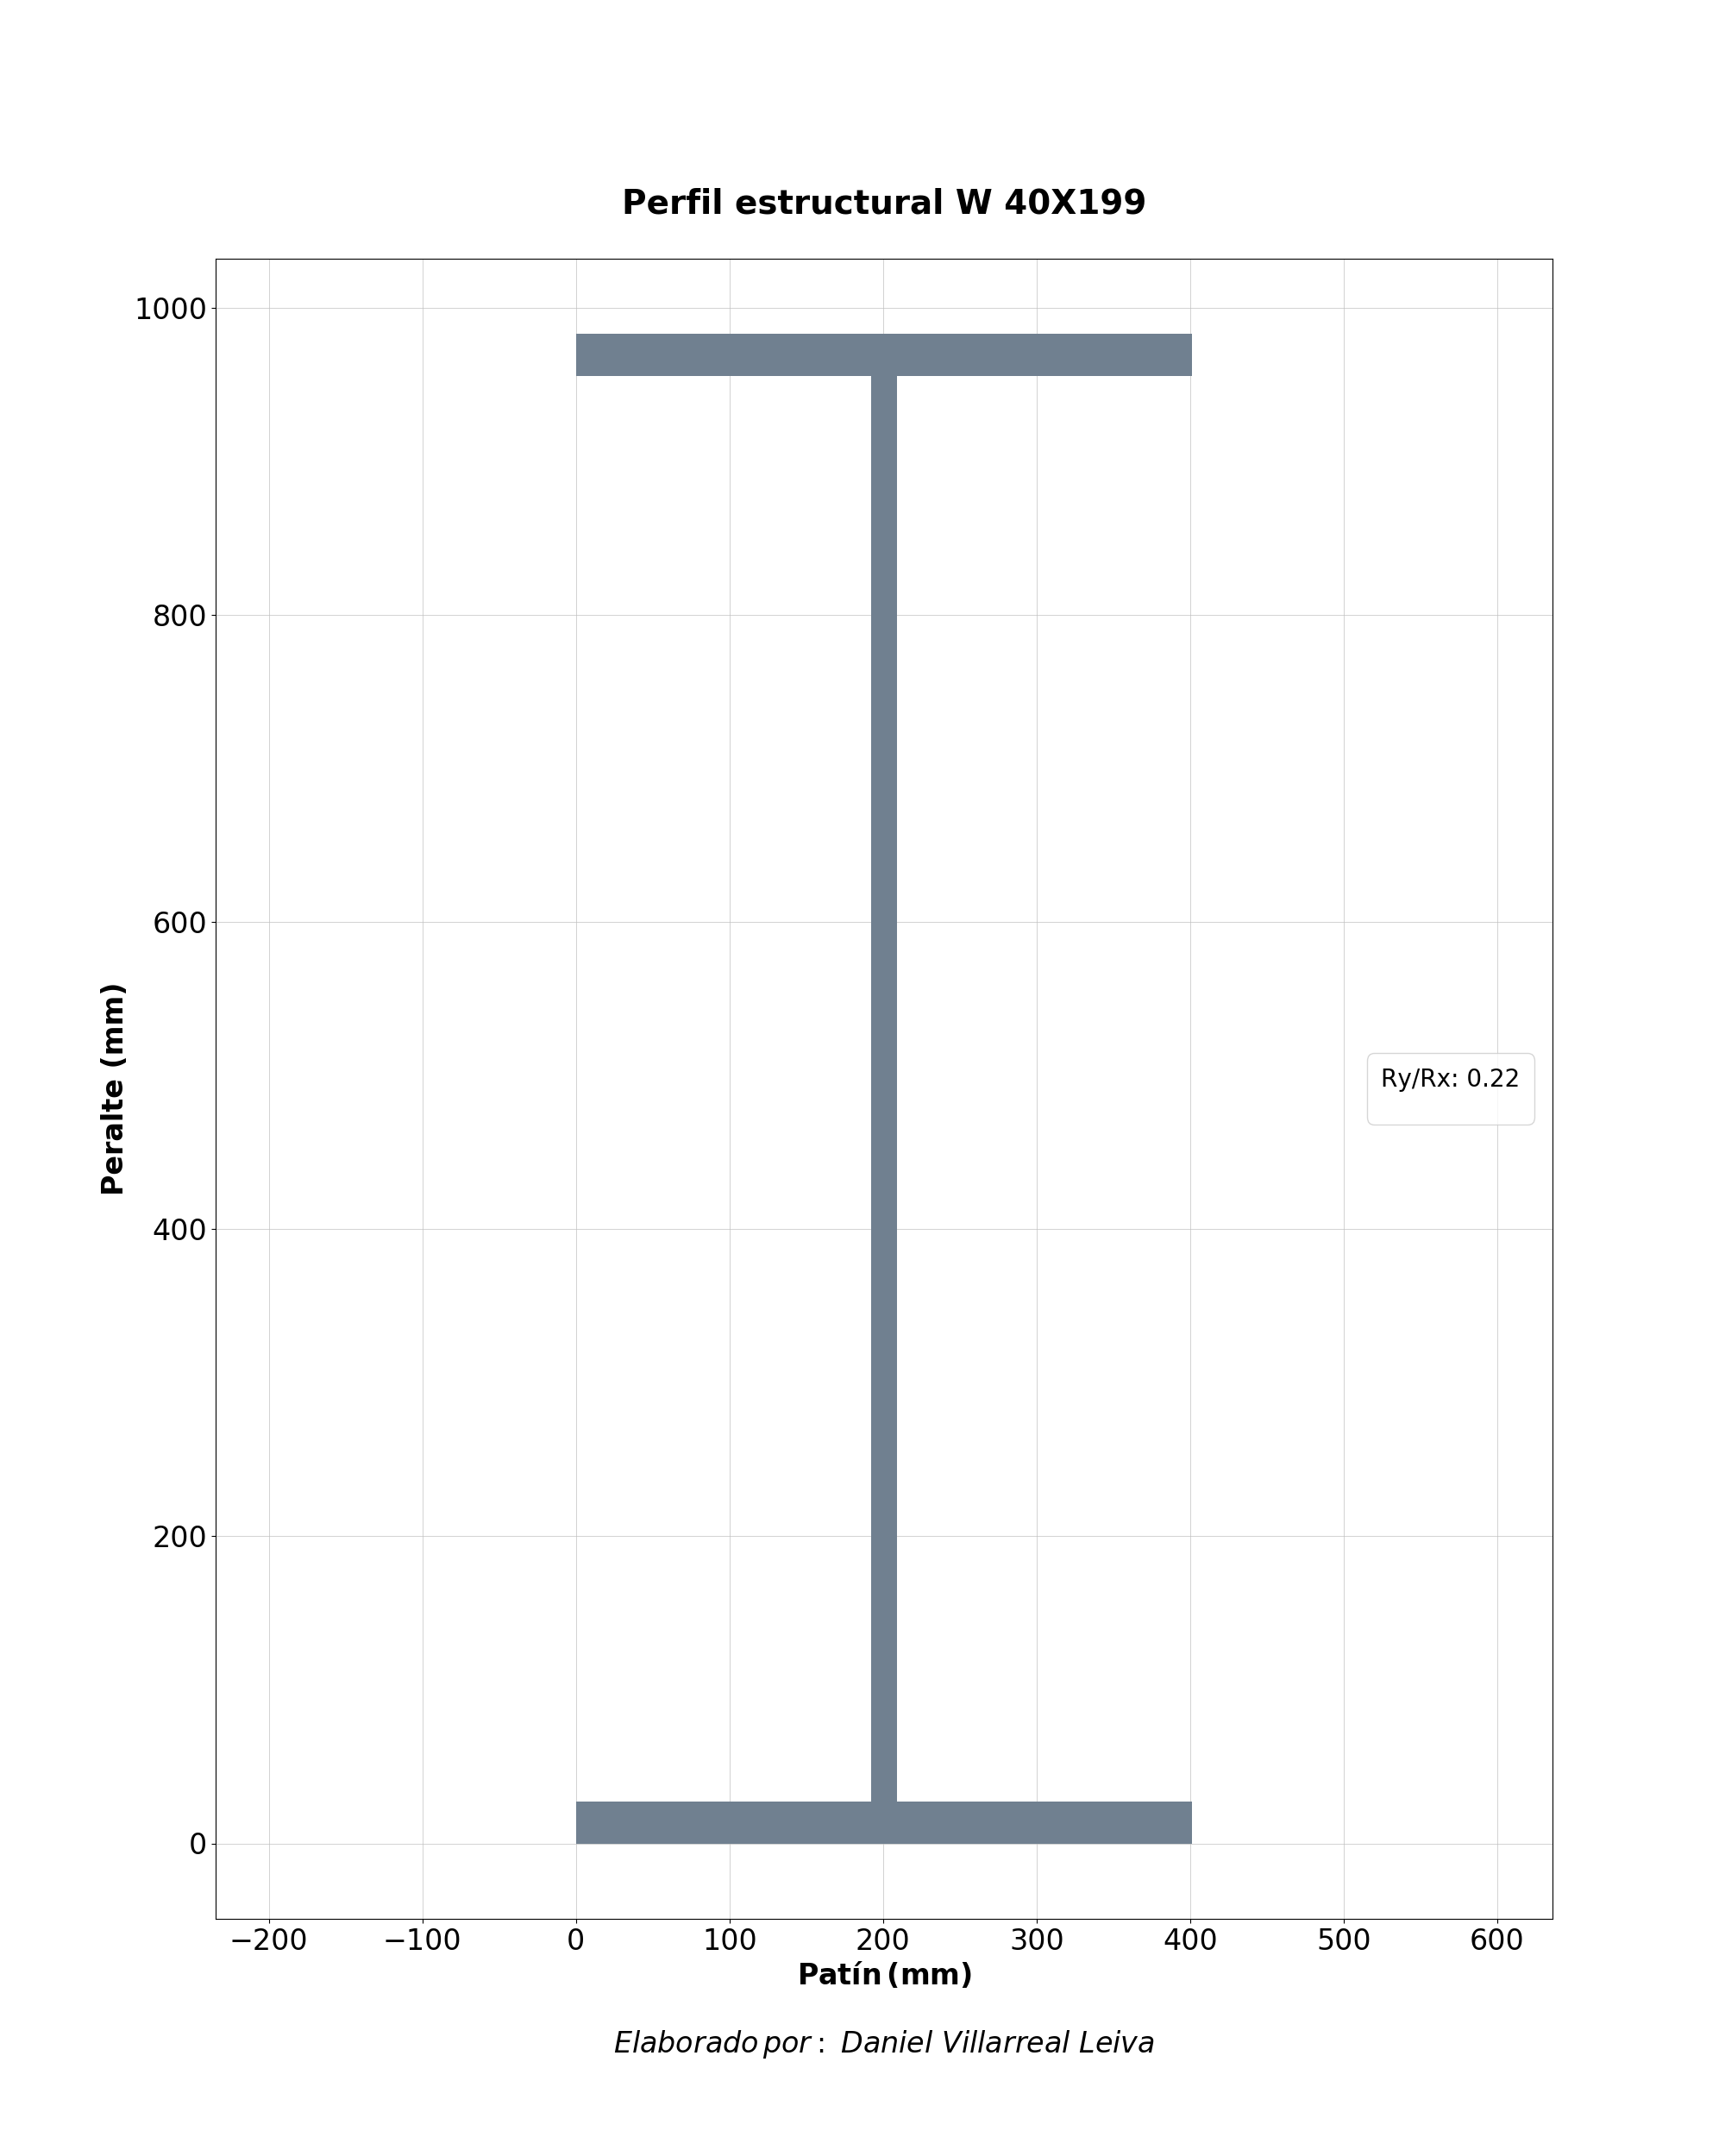 Perfil estructural W 40X199
1000
800
600
400
200
0
Peralte (mm)
Ry/Rx: 0.22
−200 −100 0 100 200 300 400 500 600
Patín (mm)
Elaborado por: Daniel Villarreal Leiva